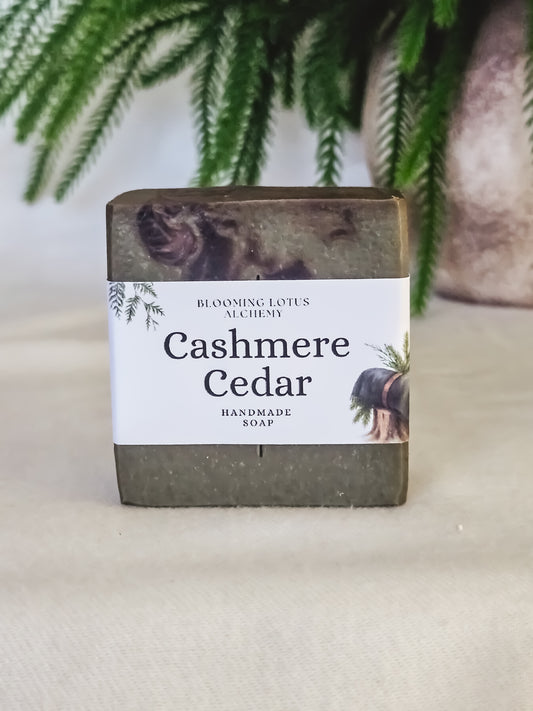 BLOOMING LOTUS
ALCHEMY
Cashmere
Cedar
HANDMADE
SOAP